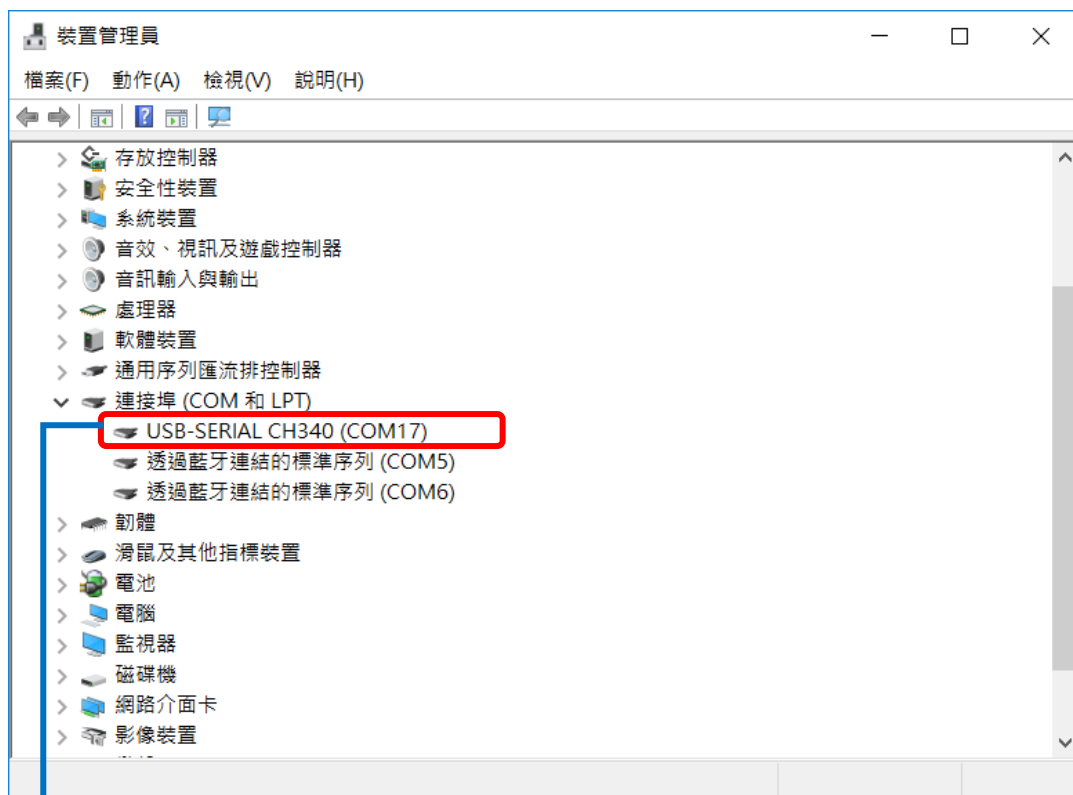 裝置管理員
檔案(F) 動作(A) 檢視(V) 說明(H)
存放控制器
安全性裝置
系統裝置
音效、視訊及遊戲控制器
音訊輸入與輸出
處理器
軟體裝置
通用序列匯流排控制器
連接埠 (COM 和 LPT)
USB-SERIAL CH340 (COM17)
透過藍牙連結的標準序列 (COM5)
透過藍牙連結的標準序列 (COM6)
韌體
滑鼠及其他指標裝置
電池
電腦
監視器
磁碟機
網路介面卡
影像裝置